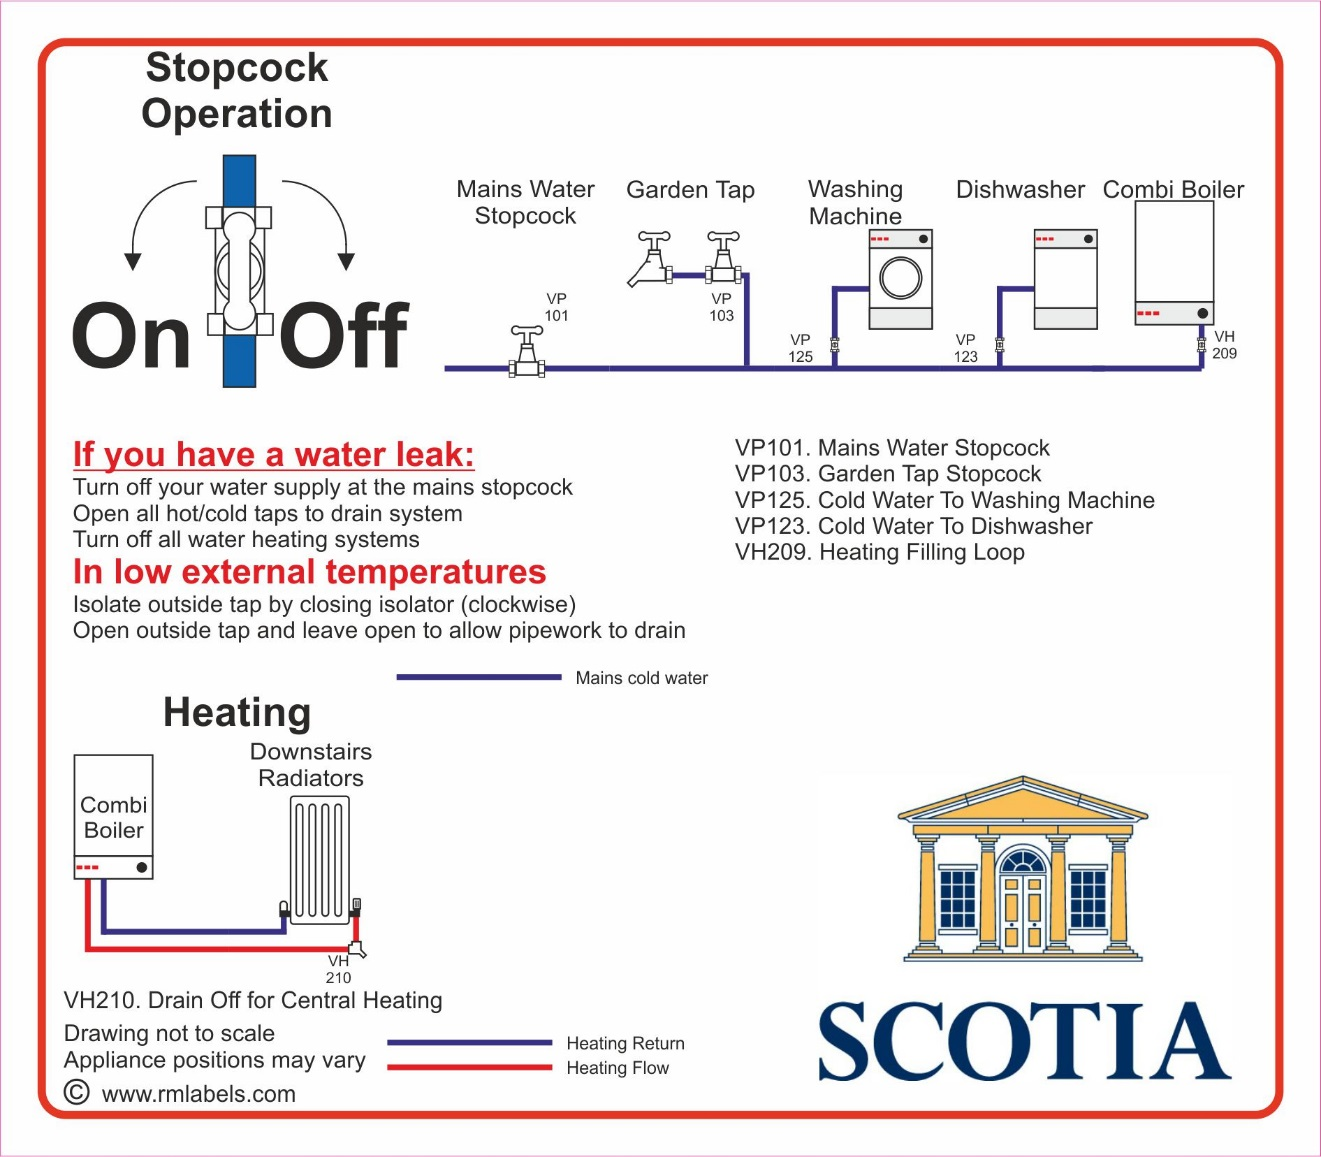 Stopcock
Operation
On Off
Mains Water
Stopcock
Garden Tap
Washing
Machine
Dishwasher
Combi Boiler
VP
101
VP
103
VP
125
VP
123
VH
209
If you have a water leak:
Turn off your water supply at the mains stopcock
Open all hot/cold taps to drain system
Turn off all water heating systems
In low external temperatures
Isolate outside tap by closing isolator (clockwise)
Open outside tap and leave open to allow pipework to drain
VP101. Mains Water Stopcock
VP103. Garden Tap Stopcock
VP125. Cold Water To Washing Machine
VP123. Cold Water To Dishwasher
VH209. Heating Filling Loop
Mains cold water
Heating
Downstairs
Radiators
Combi
Boiler
VH
210
VH210. Drain Off for Central Heating
Drawing not to scale
Appliance positions may vary
© www.rmlabels.com
Heating Return
Heating Flow
SCOTIA